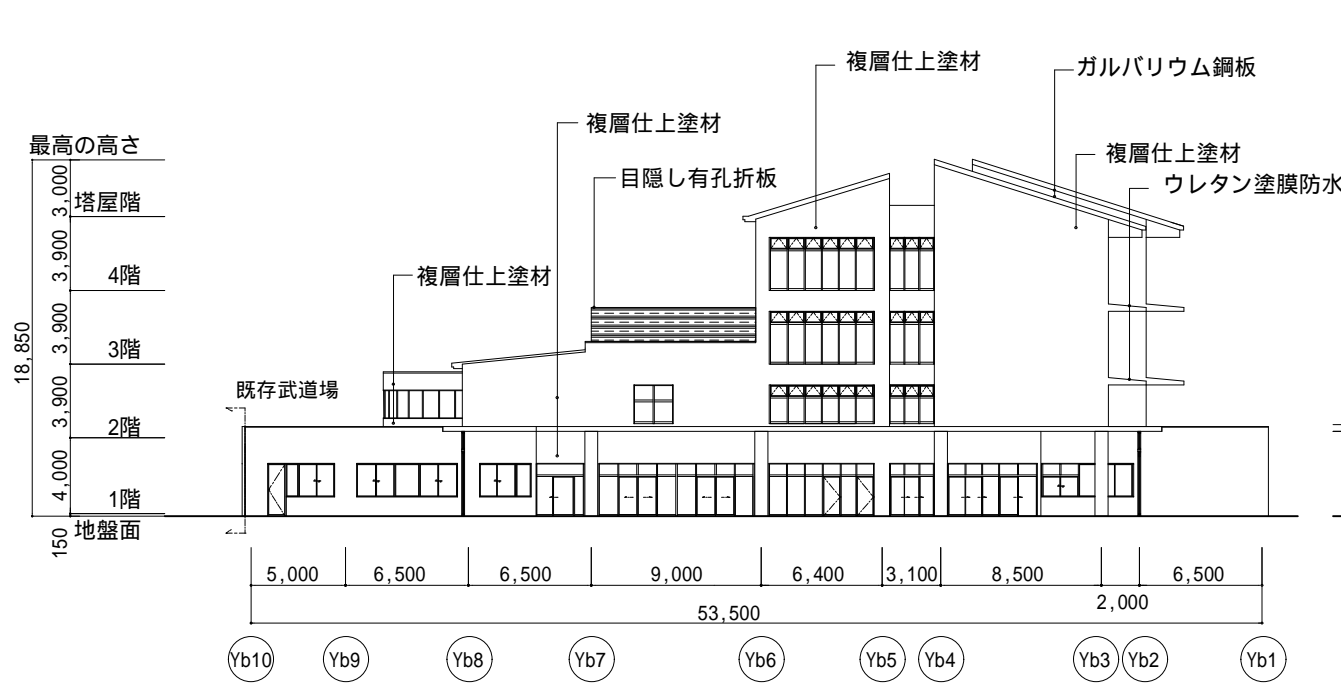 複層仕上塗材
ガルバリウム鋼板
複層仕上塗材
最高の高さ
複層仕上塗材
目隠し有孔折板
ウレタン塗膜防水
3,000
塔屋階
3,900
4階
複層仕上塗材
18,850
3,900
3階
既存武道場
3,900
2階
4,000
1階
150
地盤面
5,000 6,500 6,500 9,000 6,400 3,100 8,500 6,500
2,000
53,500
Yb10 Yb9 Yb8 Yb7 Yb6 Yb5 Yb4 Yb3 Yb2 Yb1